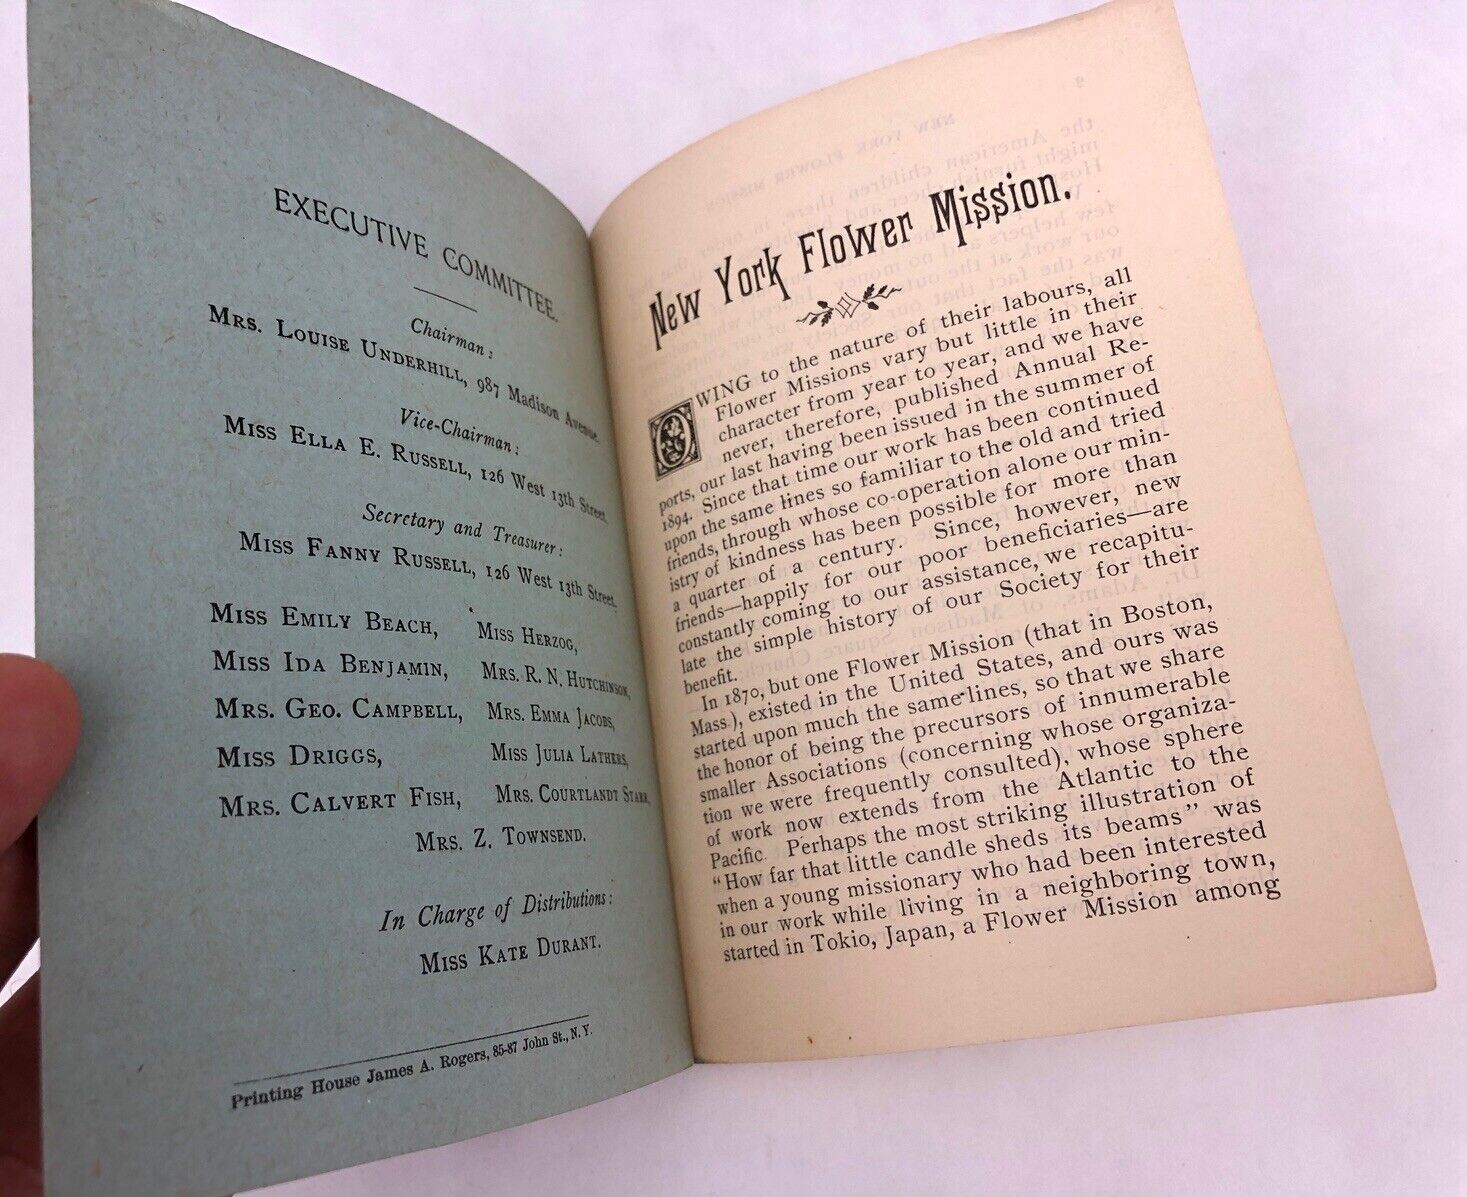 EXECUTIVE COMMITTEE.
Chairman:
MRS. LOUISE UNDERHILL, 987 Madison Avenue.
Vice-Chairman:
MISS ELLA E. RUSSELL, 126 West 13th Street.
Secretary and Treasurer:
MISS FANNY RUSSELL, 126 West 13th Street.
MISS EMILY BEACH, MISS HERZOG,
MISS IDA BENJAMIN, MRS. R. N. HUTCHINSON,
MRS. GEO. CAMPBELL, MRS. EMMA JACOBS,
MISS DRIGGS, MISS JULIA LATHERS,
MRS. CALVERT FISH, MRS. COURTLANDT STARR,
MRS. Z. TOWNSEND.
In Charge of Distributions:
MISS KATE DURANT.
Printing House James A. Rogers, 85-87 John St., N. Y.
New York Flower Mission.
OWING to the nature of their labours, all
Flower Missions vary but little in their
character from year to year, and we have
never, therefore, published Annual Re-
ports, our last having been issued in the summer of
1894. Since that time our work has been continued
upon the same lines so familiar to the old and tried
friends, through whose co-operation alone our min-
istry of kindness has been possible for more than
a quarter of a century. Since, however, new
friends—happily for our poor beneficiaries—are
constantly coming to our assistance, we recapitu-
late the simple history of our Society for their
benefit.
In 1870, but one Flower Mission (that in Boston,
Mass.), existed in the United States, and ours was
started upon much the same lines, so that we share
the honor of being the precursors of innumerable
smaller Associations (concerning whose organiza-
tion we were frequently consulted), whose sphere
of work now extends from the Atlantic to the
Pacific. Perhaps the most striking illustration of
"How far that little candle sheds its beams" was
when a young missionary who had been interested
in our work while living in a neighboring town,
started in Tokio, Japan, a Flower Mission among